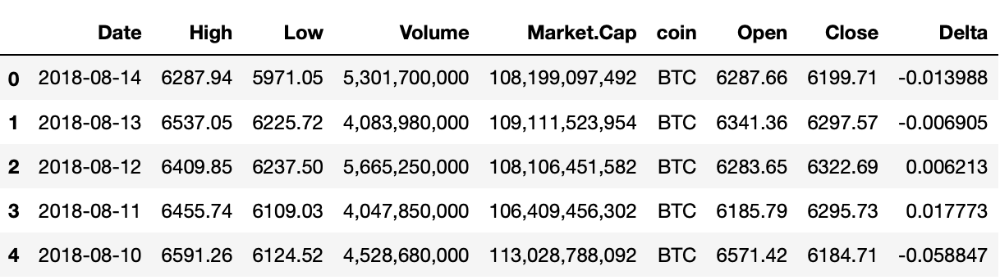 Date High Low Volume Market.Cap coin Open Close Delta
0 2018-08-14 6287.94 5971.05 5,301,700,000 108,199,097,492 BTC 6287.66 6199.71 -0.013988
1 2018-08-13 6537.05 6225.72 4,083,980,000 109,111,523,954 BTC 6341.36 6297.57 -0.006905
2 2018-08-12 6409.85 6237.50 5,665,250,000 108,106,451,582 BTC 6283.65 6322.69 0.006213
3 2018-08-11 6455.74 6109.03 4,047,850,000 106,409,456,302 BTC 6185.79 6295.73 0.017773
4 2018-08-10 6591.26 6124.52 4,528,680,000 113,028,788,092 BTC 6571.42 6184.71 -0.058847